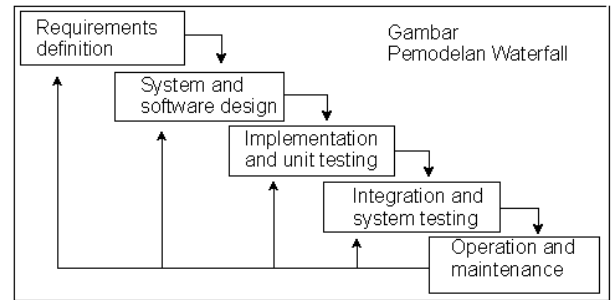 Requirements
definition
Gambar
Pemodelan Waterfall
System and
software design
Implementation
and unit testing
Integration and
system testing
Operation and
maintenance